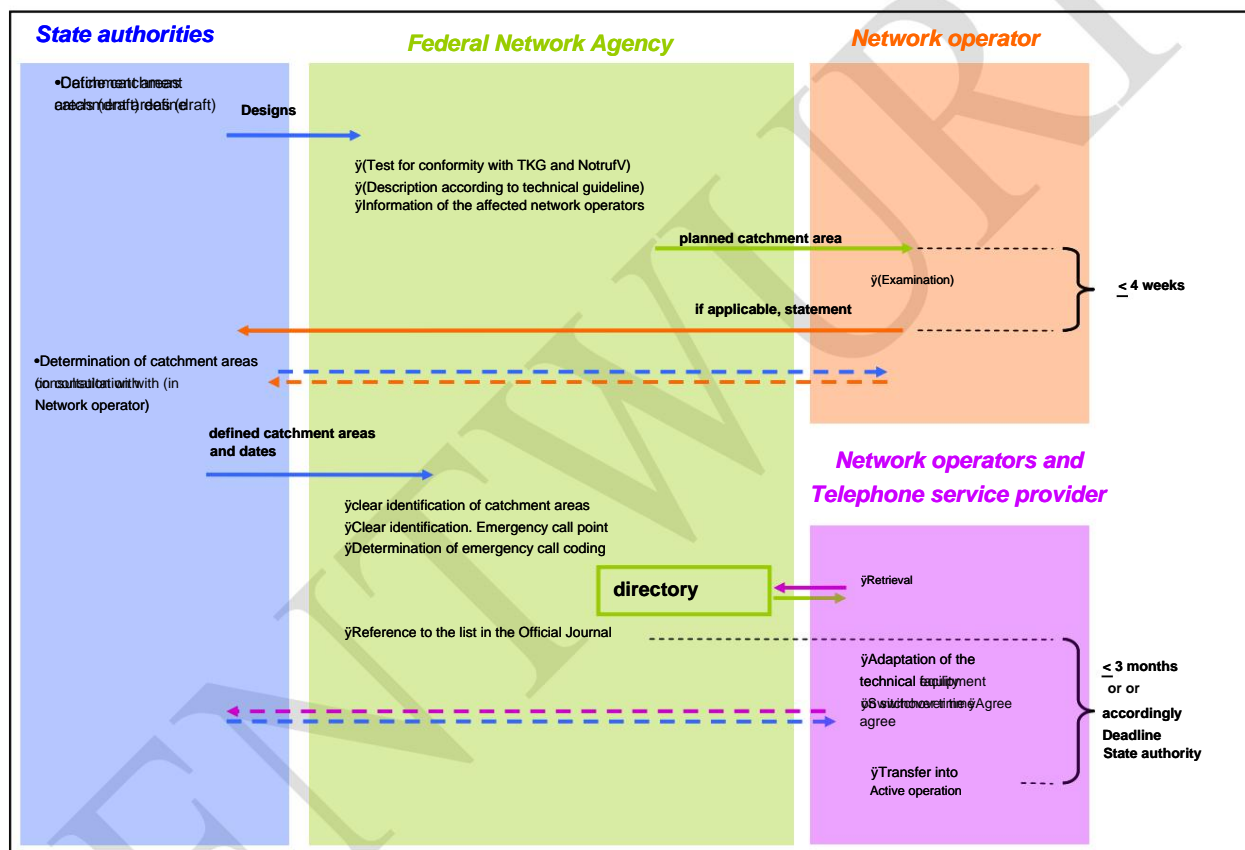 State authorities
Federal Network Agency
Network operator
Designs
ÿ(Test for conformity with TKG and NotrufV)
ÿ(Description according to technical guideline)
ÿInformation of the affected network operators
planned catchment area
ÿ(Examination)
< 4 weeks
if applicable, statement
•Determination of catchment areas
Network operator)
defined catchment areas
and dates
Network operators and
Telephone service provider
ÿclear identification of catchment areas
ÿClear identification. Emergency call point
ÿDetermination of emergency call coding
directory
ÿRetrieval
ÿReference to the list in the Official Journal
ÿAdaptation of the
technical
agree
< 3 months
or or
accordingly
Deadline
State authority
ÿTransfer into
Active operation
ENTWURF